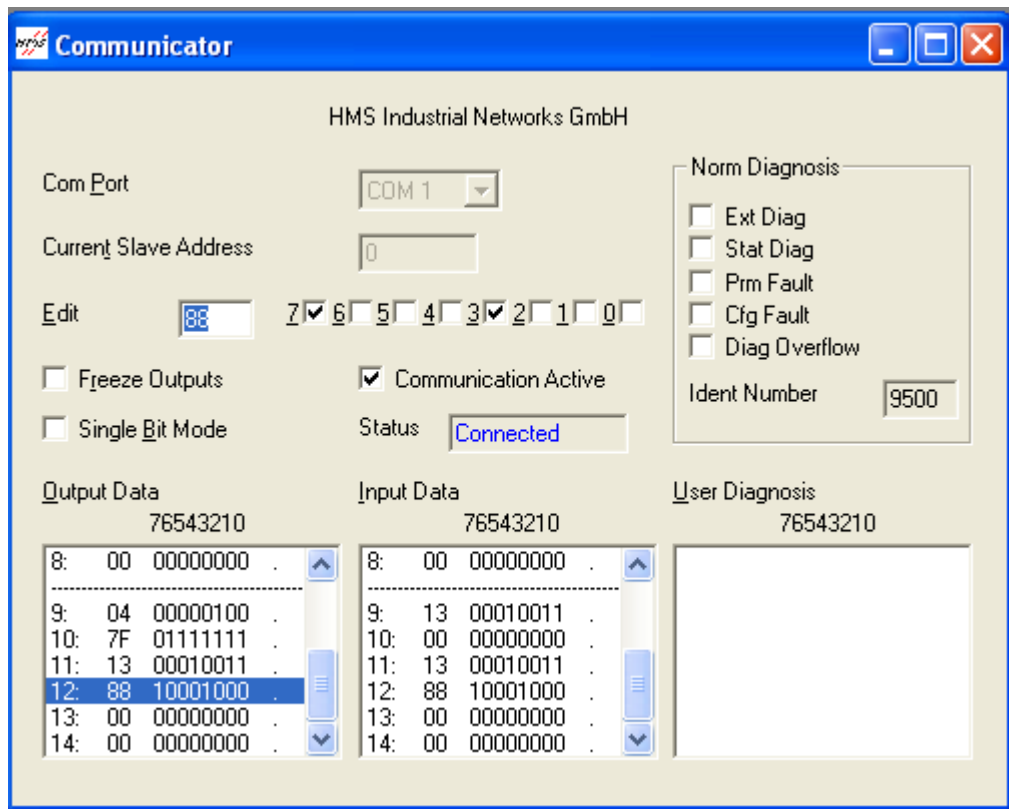 HMS Communicator
HMS Industrial Networks GmbH
Com Port COM 1
Current Slave Address 0
Edit 88 7 6 5 4 3 2 1 0
Freeze Outputs Communication Active
Single Bit Mode Status Connected
Norm Diagnosis
Ext Diag
Stat Diag
Prm Fault
Cfg Fault
Diag Overflow
Ident Number 9500
Output Data
76543210
8: 00 00000000 .
--------------------------------------------------
9: 04 00000100 .
10: 7F 01111111 .
11: 13 00010011 .
12: 88 10001000 .
13: 00 00000000 .
14: 00 00000000 .
Input Data
76543210
8: 00 00000000 .
--------------------------------------------------
9: 13 00010011 .
10: 00 00000000 .
11: 13 00010011 .
12: 88 10001000 .
13: 00 00000000 .
14: 00 00000000 .
User Diagnosis
76543210